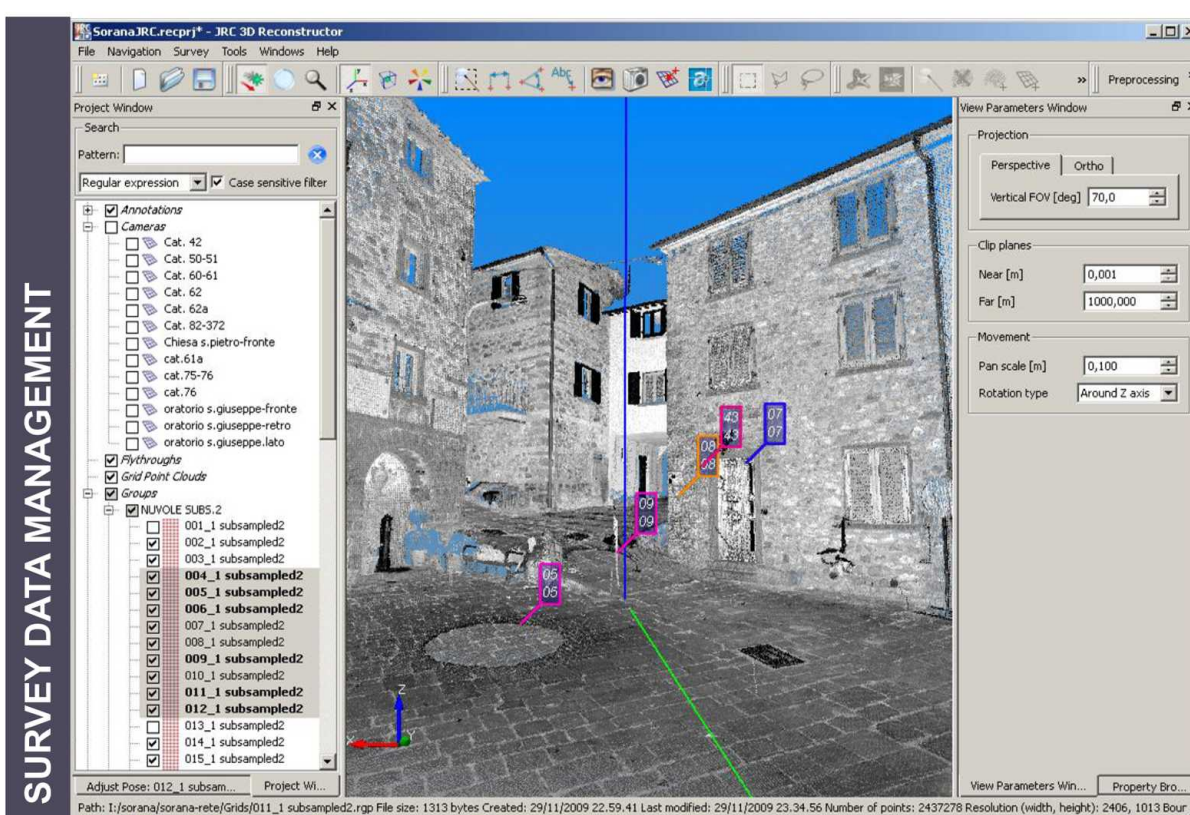 SURVEY DATA MANAGEMENT
SoranaJRC.recprj* - JRC 3D Reconstructor
File Navigation Survey Tools Windows Help
Abc
» Preprocessing
Project Window
Search
Pattern:
Regular expression Case sensitive filter
Annotations
Cameras
Cat. 42
Cat. 50-51
Cat. 60-61
Cat. 62
Cat. 62a
Cat. 82-372
Chiesa s.pietro-fronte
cat.61a
cat.75-76
cat.76
oratorio s.giuseppe-fronte
oratorio s.giuseppe-retro
oratorio s.giuseppe.lato
Flythroughs
Grid Point Clouds
Groups
NUVOLE SUBS.2
001_1 subsampled2
002_1 subsampled2
003_1 subsampled2
004_1 subsampled2
005_1 subsampled2
006_1 subsampled2
007_1 subsampled2
008_1 subsampled2
009_1 subsampled2
010_1 subsampled2
011_1 subsampled2
012_1 subsampled2
013_1 subsampled2
014_1 subsampled2
015_1 subsampled2
Adjust Pose: 012_1 subsam... Project Wi...
43
43
07
07
08
08
09
09
05
05
Z
X
Y
View Parameters Window
Projection
Perspective Ortho
Vertical FOV [deg] 70,0
Clip planes
Near [m] 0,001
Far [m] 1000,000
Movement
Pan scale [m] 0,100
Rotation type Around Z axis
View Parameters Win... Property Bro...
Path: I:/sorana/sorana-rete/Grids/011_1 subsampled2.rgp File size: 1313 bytes Created: 29/11/2009 22.59.41 Last modified: 29/11/2009 23.34.56 Number of points: 2437278 Resolution (width, height): 2406, 1013 Bour